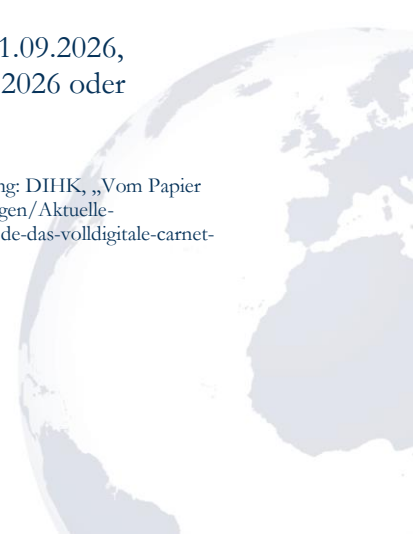 1.09.2026,
2026 oder
ng: DIHK, „Vom Papier
gen/Aktuelle-
de-das-volldigitale-carnet-